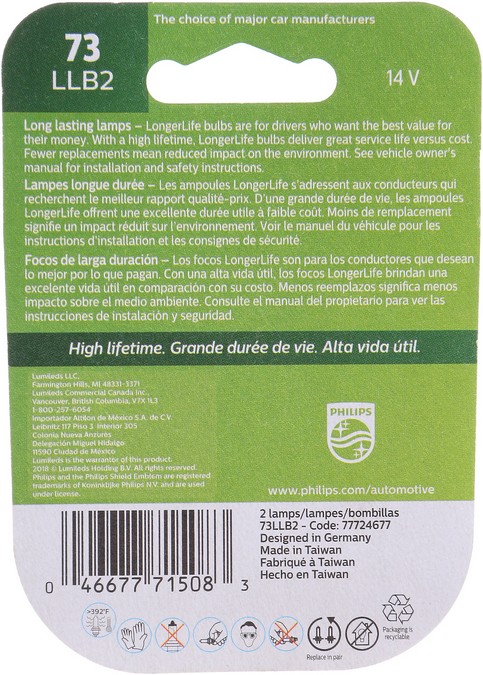 The choice of major car manufacturers
73
LLB2
14 V
Long lasting lamps – LongerLife bulbs are for drivers who want the best value for
their money. With a high lifetime, LongerLife bulbs deliver great service life versus cost.
Fewer replacements mean reduced impact on the environment. See vehicle owner's
manual for installation and safety instructions.
Lampes longue durée – Les ampoules LongerLife s'adressent aux conducteurs qui
recherchent le meilleur rapport qualité-prix. D'une grande durée de vie, les ampoules
LongerLife offrent une excellente durée utile à faible coût. Moins de remplacement
signifie un impact réduit sur l'environnement. Voir le manuel du véhicule pour les
instructions d'installation et les consignes de sécurité.
Focos de larga duración – Los focos LongerLife son para los conductores que desean
lo mejor por lo que pagan. Con una alta vida útil, los focos LongerLife brindan una
excelente vida útil en comparación con su costo. Menos reemplazos significa menos
impacto sobre el medio ambiente. Consulte el manual del propietario para ver las
instrucciones de instalación y seguridad.
High lifetime. Grande durée de vie. Alta vida útil.
Lumileds LLC,
Farmington Hills, MI 48331-3371
Lumileds Commercial Canada Inc.,
Vancouver, British Columbia, V7X 1L3
1-800-257-6054
Importador Altilon de México S.A. de C.V.
Leibnitz 117 Piso 3 Interior 305
Colonia Nueva Anzures
Delegación Miguel Hidalgo
11590 Ciudad de México
Lumileds is the warrantor of this product.
2018 © Lumileds Holding B.V. All rights reserved.
Philips and the Philips Shield Emblem are registered
trademarks of Koninklijke Philips N.V. and are used
under license.
PHILIPS
www.philips.com/automotive
2 lamps/lampes/bombillas
73LLB2 - Code: 77724677
Designed in Germany
Made in Taiwan
Fabriqué à Taiwan
Hecho en Taiwan
0 46677 71508 3
>392°F
Replace in pair
Packaging is
recyclable